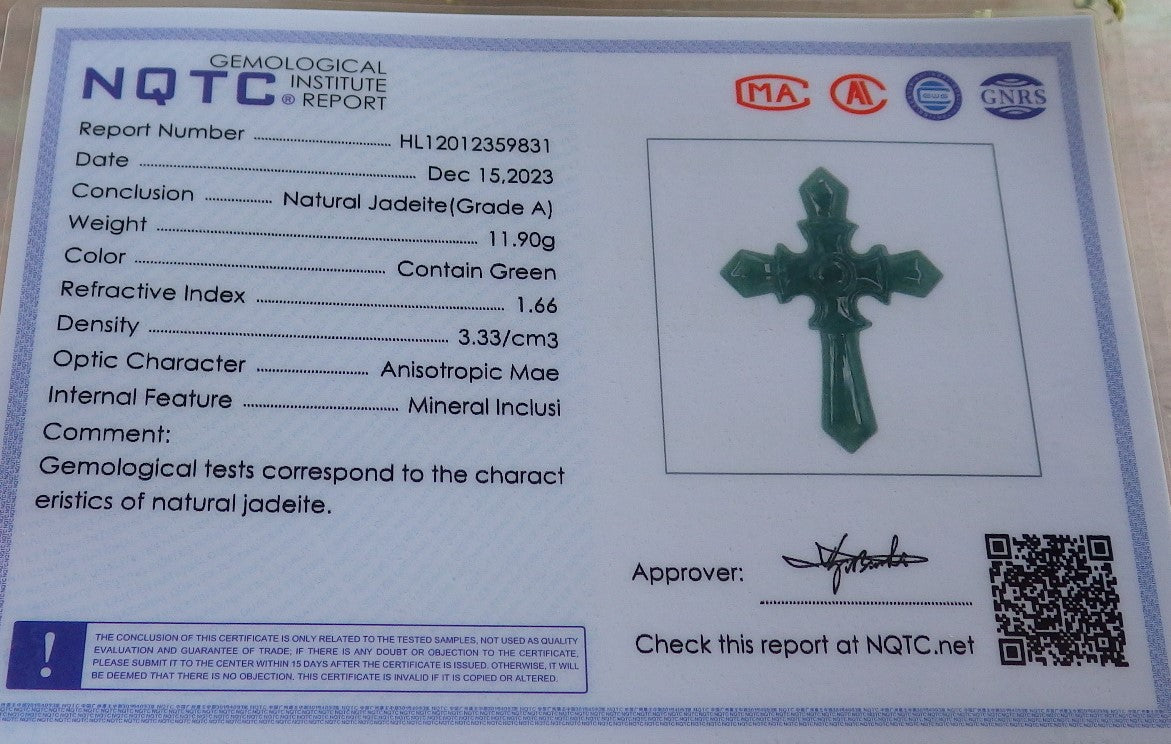 NQTC® GEMOLOGICAL INSTITUTE REPORT
MA
GNRS
Report Number HL12012359831
Date Dec 15,2023
Conclusion Natural Jadeite(Grade A)
Weight 11.90g
Color Contain Green
Refractive Index 1.66
Density 3.33/cm3
Optic Character Anisotropic Mae
Internal Feature Mineral Inclusi
Comment:
Gemological tests correspond to the charact
eristics of natural jadeite.
Approver:
Check this report at NQTC.net
!
THE CONCLUSION OF THIS CERTIFICATE IS ONLY RELATED TO THE TESTED SAMPLES, NOT USED AS QUALITY
EVALUATION AND GUARANTEE OF TRADE; IF THERE IS ANY DOUBT OR OBJECTION TO THE CERTIFICATE,
PLEASE SUBMIT IT TO THE CENTER WITHIN 15 DAYS AFTER THE CERTIFICATE IS ISSUED. OTHERWISE, IT WILL
BE DEEMED THAT THERE IS NO OBJECTION. THIS CERTIFICATE IS INVALID IF IT IS COPIED OR ALTERED.